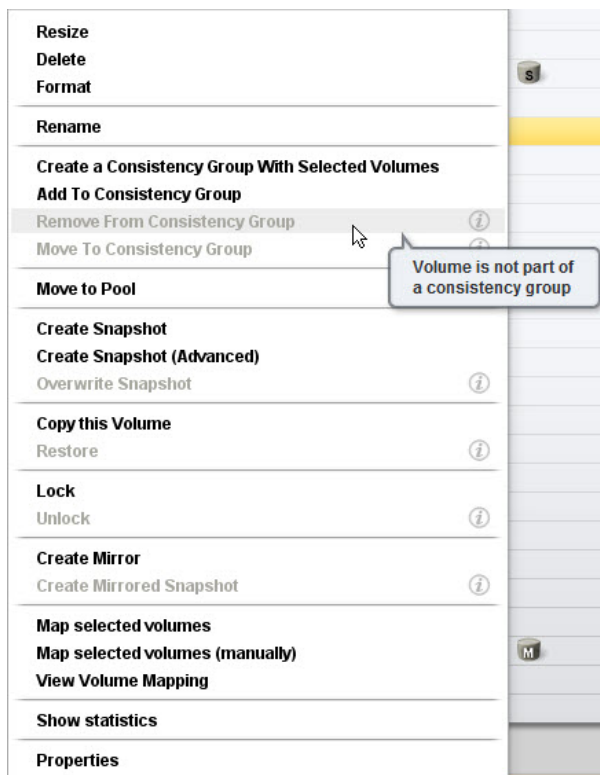 Resize
Delete
S
Format
Rename
Create a Consistency Group With Selected Volumes
Add To Consistency Group
Remove From Consistency Group
i
Move To Consistency Group
Volume is not part of
a consistency group
Move to Pool
Create Snapshot
Create Snapshot (Advanced)
Overwrite Snapshot
i
Copy this Volume
Restore
i
Lock
Unlock
i
Create Mirror
Create Mirrored Snapshot
i
Map selected volumes
Map selected volumes (manually)
M
View Volume Mapping
Show statistics
Properties